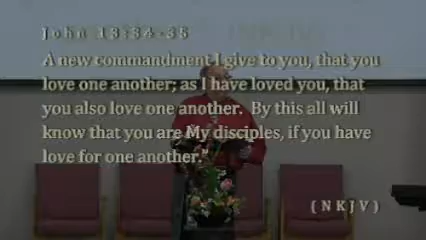 John 13:34-35
A new commandment I give to you, that you
love one another; as I have loved you, that
you also love one another. By this all will
know that you are My disciples, if you have
love for one another."
(NKJV)